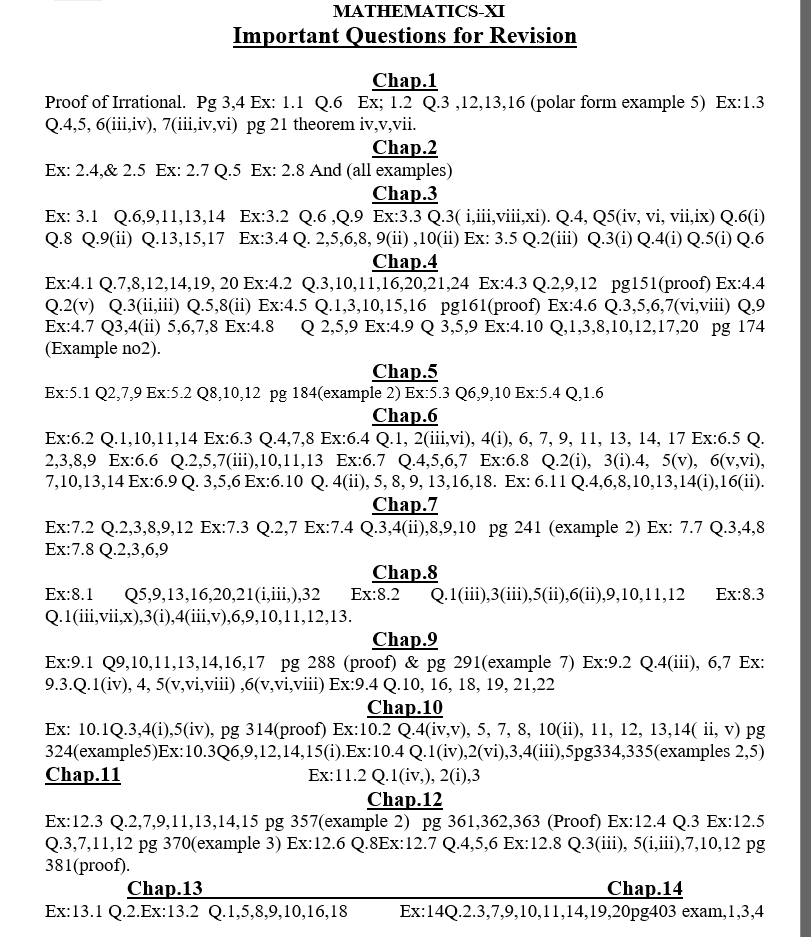 MATHEMATICS-XI
Important Questions for Revision
Chap.1
Proof of Irrational. Pg 3,4 Ex: 1.1 Q.6 Ex; 1.2 Q.3 ,12,13,16 (polar form example 5) Ex:1.3
Q.4,5, 6(iii,iv), 7(iii,iv,vi) pg 21 theorem iv,v,vii.
Chap.2
Ex: 2.4,& 2.5 Ex: 2.7 Q.5 Ex: 2.8 And (all examples)
Chap.3
Ex: 3.1 Q.6,9,11,13,14 Ex:3.2 Q.6 ,Q.9 Ex:3.3 Q.3( i,iii,viii,xi). Q.4, Q5(iv, vi, vii,ix) Q.6(i)
Q.8 Q.9(ii) Q.13,15,17 Ex:3.4 Q. 2,5,6,8, 9(ii) ,10(ii) Ex: 3.5 Q.2(iii) Q.3(i) Q.4(i) Q.5(i) Q.6
Chap.4
Ex:4.1 Q.7,8,12,14,19, 20 Ex:4.2 Q.3,10,11,16,20,21,24 Ex:4.3 Q.2,9,12 pg151(proof) Ex:4.4
Q.2(v) Q.3(ii,iii) Q.5,8(ii) Ex:4.5 Q.1,3,10,15,16 pg161(proof) Ex:4.6 Q.3,5,6,7(vi,viii) Q,9
Ex:4.7 Q3,4(ii) 5,6,7,8 Ex:4.8 Q 2,5,9 Ex:4.9 Q 3,5,9 Ex:4.10 Q,1,3,8,10,12,17,20 pg 174
(Example no2).
Chap.5
Ex:5.1 Q2,7,9 Ex:5.2 Q8,10,12 pg 184(example 2) Ex:5.3 Q6,9,10 Ex:5.4 Q,1.6
Chap.6
Ex:6.2 Q.1,10,11,14 Ex:6.3 Q.4,7,8 Ex:6.4 Q.1, 2(iii,vi), 4(i), 6, 7, 9, 11, 13, 14, 17 Ex:6.5 Q.
2,3,8,9 Ex:6.6 Q.2,5,7(iii),10,11,13 Ex:6.7 Q.4,5,6,7 Ex:6.8 Q.2(i), 3(i).4, 5(v), 6(v,vi),
7,10,13,14 Ex:6.9 Q. 3,5,6 Ex:6.10 Q. 4(ii), 5, 8, 9, 13,16,18. Ex: 6.11 Q.4,6,8,10,13,14(i),16(ii).
Chap.7
Ex:7.2 Q.2,3,8,9,12 Ex:7.3 Q.2,7 Ex:7.4 Q.3,4(ii),8,9,10 pg 241 (example 2) Ex: 7.7 Q.3,4,8
Ex:7.8 Q.2,3,6,9
Chap.8
Ex:8.1 Q5,9,13,16,20,21(i,iii,),32 Ex:8.2 Q.1(iii),3(iii),5(ii),6(ii),9,10,11,12 Ex:8.3
Q.1(iii,vii,x),3(i),4(iii,v),6,9,10,11,12,13.
Chap.9
Ex:9.1 Q9,10,11,13,14,16,17 pg 288 (proof) & pg 291(example 7) Ex:9.2 Q.4(iii), 6,7 Ex:
9.3.Q.1(iv), 4, 5(v,vi,viii) ,6(v,vi,viii) Ex:9.4 Q.10, 16, 18, 19, 21,22
Chap.10
Ex: 10.1Q.3,4(i),5(iv), pg 314(proof) Ex:10.2 Q.4(iv,v), 5, 7, 8, 10(ii), 11, 12, 13,14( ii, v) pg
324(example5)Ex:10.3Q6,9,12,14,15(i).Ex:10.4 Q.1(iv),2(vi),3,4(iii),5pg334,335(examples 2,5)
Chap.11 Ex:11.2 Q.1(iv,), 2(i),3
Chap.12
Ex:12.3 Q.2,7,9,11,13,14,15 pg 357(example 2) pg 361,362,363 (Proof) Ex:12.4 Q.3 Ex:12.5
Q.3,7,11,12 pg 370(example 3) Ex:12.6 Q.8Ex:12.7 Q.4,5,6 Ex:12.8 Q.3(iii), 5(i,iii),7,10,12 pg
381(proof).
Chap.13 Chap.14
Ex:13.1 Q.2.Ex:13.2 Q.1,5,8,9,10,16,18 Ex:14Q.2.3,7,9,10,11,14,19,20pg403 exam,1,3,4